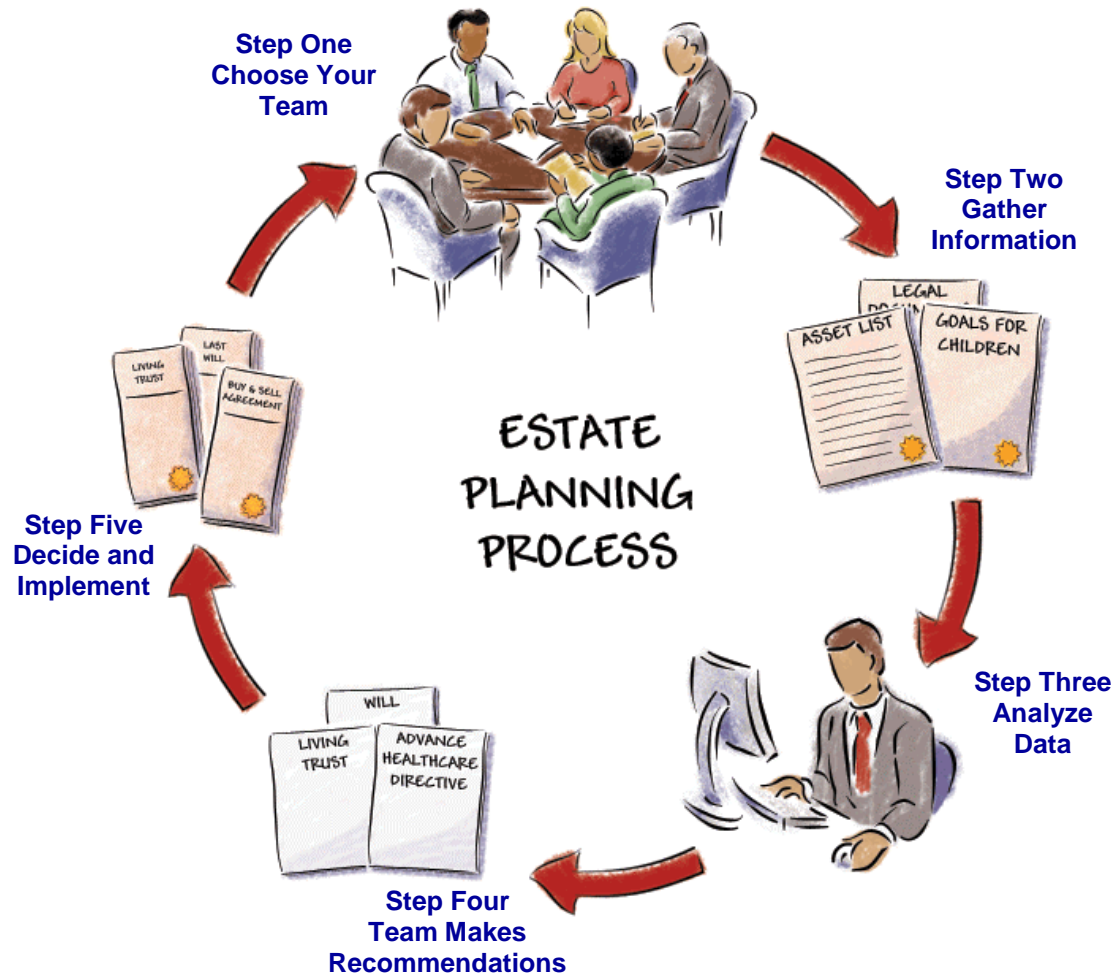 Step One
Choose Your
Team
Step Two
Gather
Information
LEGAL
ASSET LIST
GOALS FOR
CHILDREN
ESTATE
PLANNING
PROCESS
LIVING
TRUST
LAST
WILL
BUY & SELL
AGREEMENT
Step Five
Decide and
Implement
Step Three
Analyze
Data
WILL
LIVING
TRUST
ADVANCE
HEALTHCARE
DIRECTIVE
Step Four
Team Makes
Recommendations